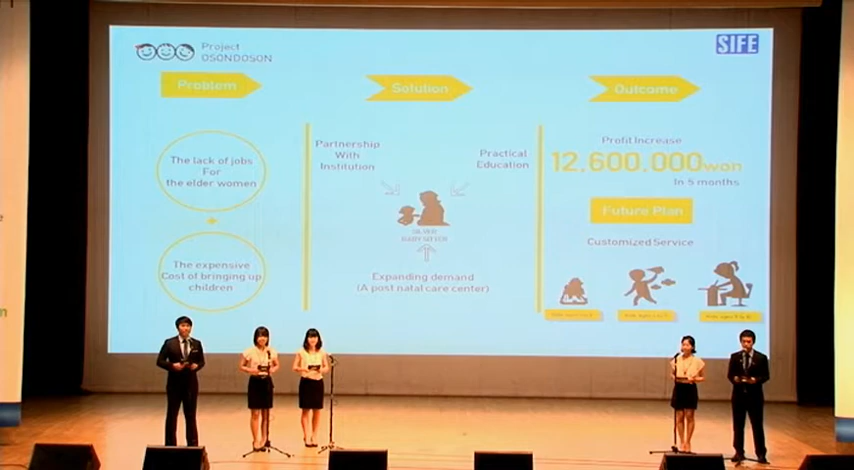 Project
OSONDOSON
SIFE
Problem
The lack of jobs
For
the elder women
The expensive
Cost of bringing up
children
Solution
Partnership
With
Institution
Practical
Education
SILVER
BABY SITTER
Expanding demand
(A post natal care center)
Outcome
Profit Increase
12,600,000won
In 5 months
Future Plan
Customized Service